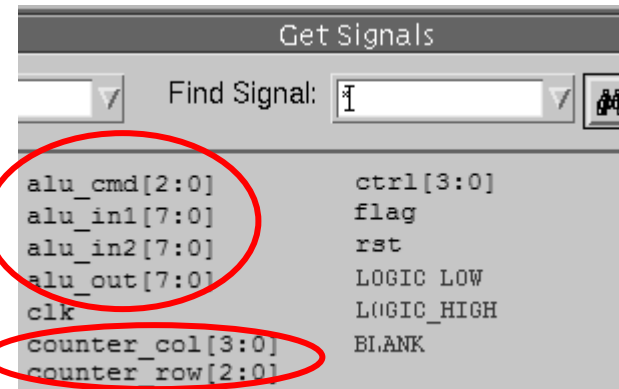 Get Signals
Find Signal: *
alu_cmd[2:0]
alu_in1[7:0]
alu_in2[7:0]
alu_out[7:0]
clk
counter_col[3:0]
counter_row[2:0]
ctrl[3:0]
flag
rst
LOGIC_LOW
LOGIC_HIGH
BLANK